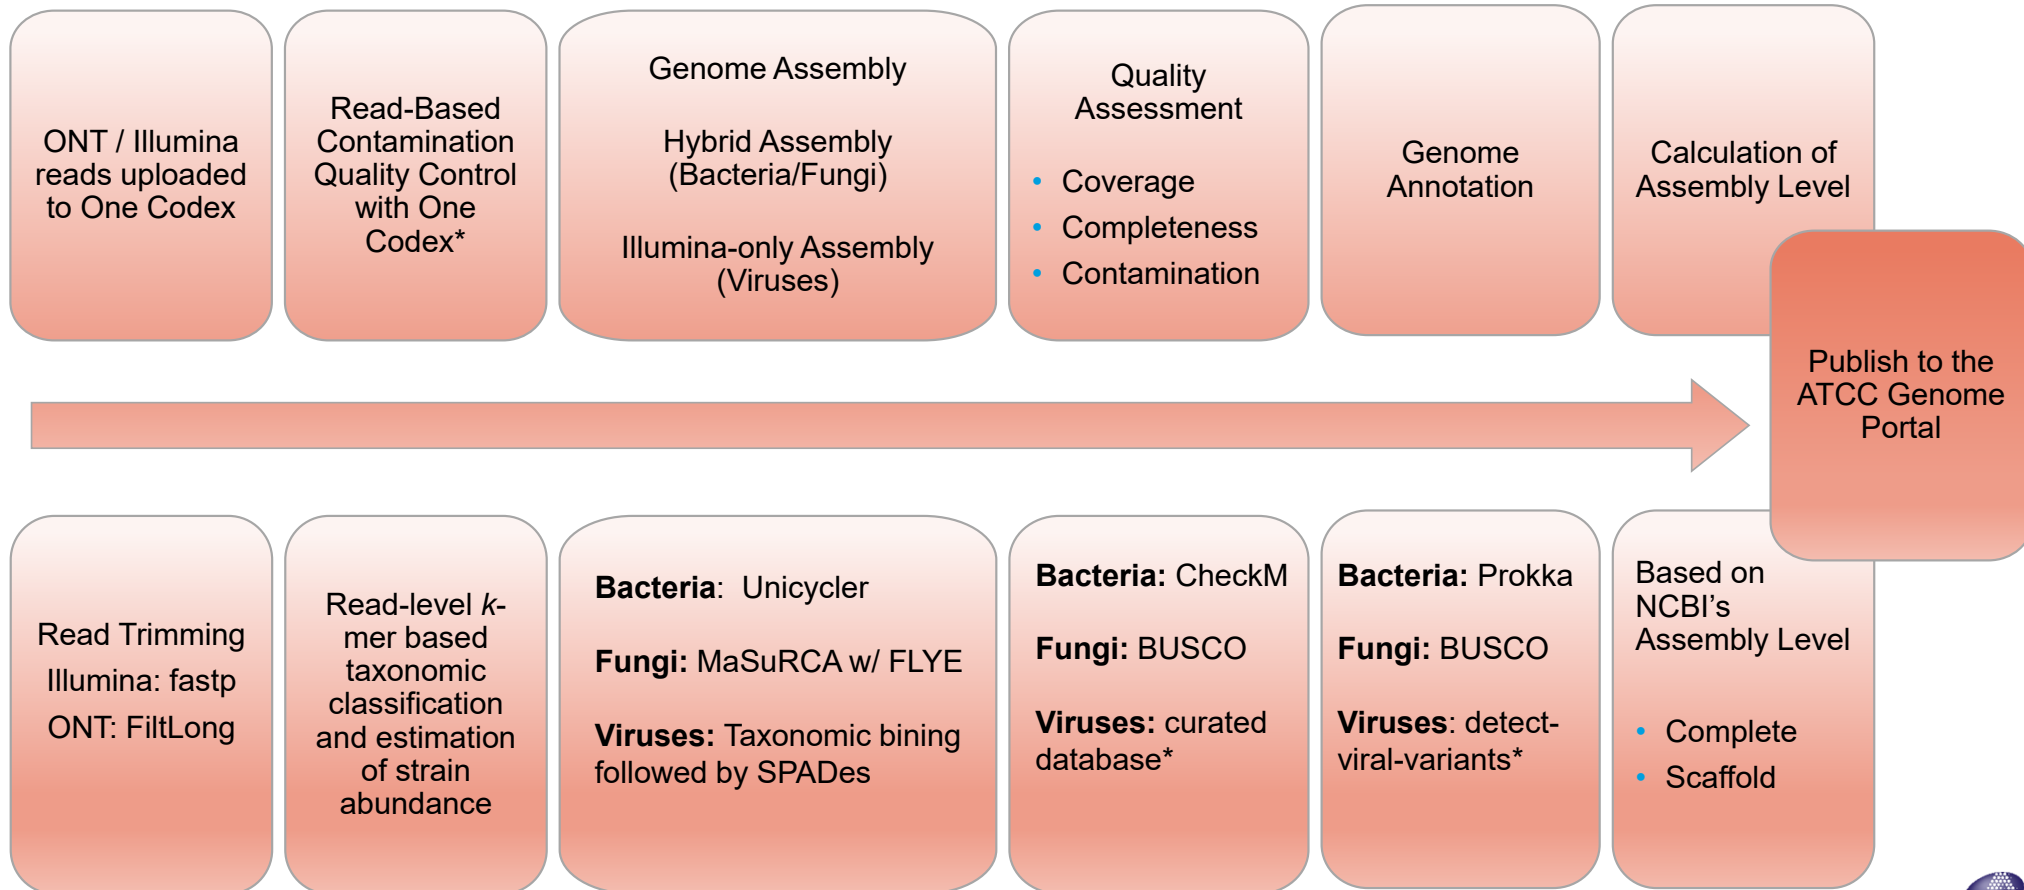 ONT / Illumina
reads uploaded
to One Codex
Read-Based
Contamination
Quality Control
with One
Codex*
Genome Assembly
Hybrid Assembly
(Bacteria/Fungi)
Illumina-only Assembly
(Viruses)
Quality
Assessment
• Coverage
• Completeness
• Contamination
Genome
Annotation
Calculation of
Assembly Level
Publish to the
ATCC Genome
Portal
Read Trimming
Illumina: fastp
ONT: FiltLong
Read-level k-
mer based
taxonomic
classification
and estimation
of strain
abundance
Bacteria:  Unicycler
Fungi: MaSuRCA w/ FLYE
Viruses: Taxonomic bining
followed by SPADes
Bacteria: CheckM
Fungi: BUSCO
Viruses: curated
database*
Bacteria: Prokka
Fungi: BUSCO
Viruses: detect-
viral-variants*
Based on
NCBI’s
Assembly Level
• Complete
• Scaffold